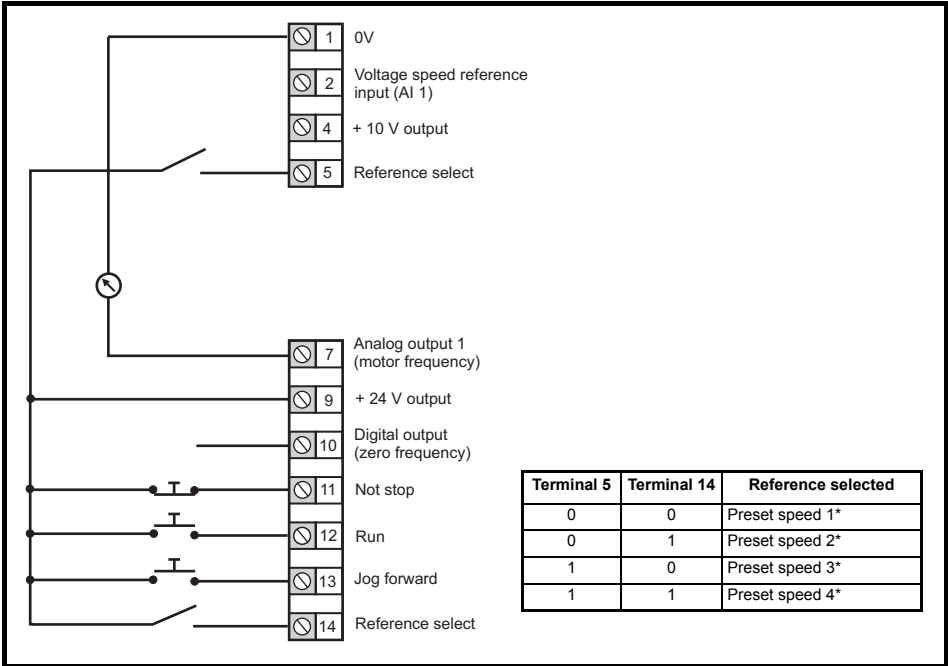 1 0V
2 Voltage speed reference
input (AI 1)
4 + 10 V output
5 Reference select
7 Analog output 1
(motor frequency)
9 + 24 V output
10 Digital output
(zero frequency)
11 Not stop
12 Run
13 Jog forward
14 Reference select
Terminal 5 Terminal 14 Reference selected
0 0 Preset speed 1*
0 1 Preset speed 2*
1 0 Preset speed 3*
1 1 Preset speed 4*